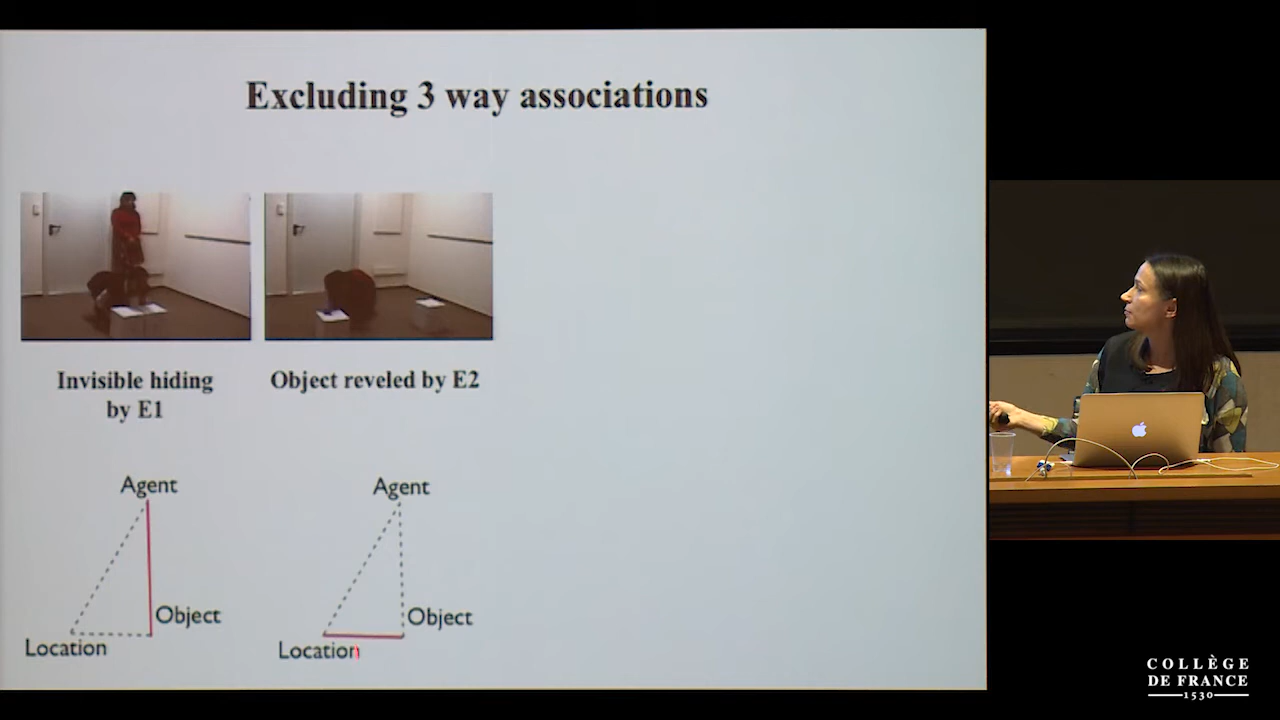 Excluding 3 way associations
Invisible hiding
by E1
Object reveled by E2
Agent
Object
Location
Agent
Object
Location
COLLÈGE
DE FRANCE
1530